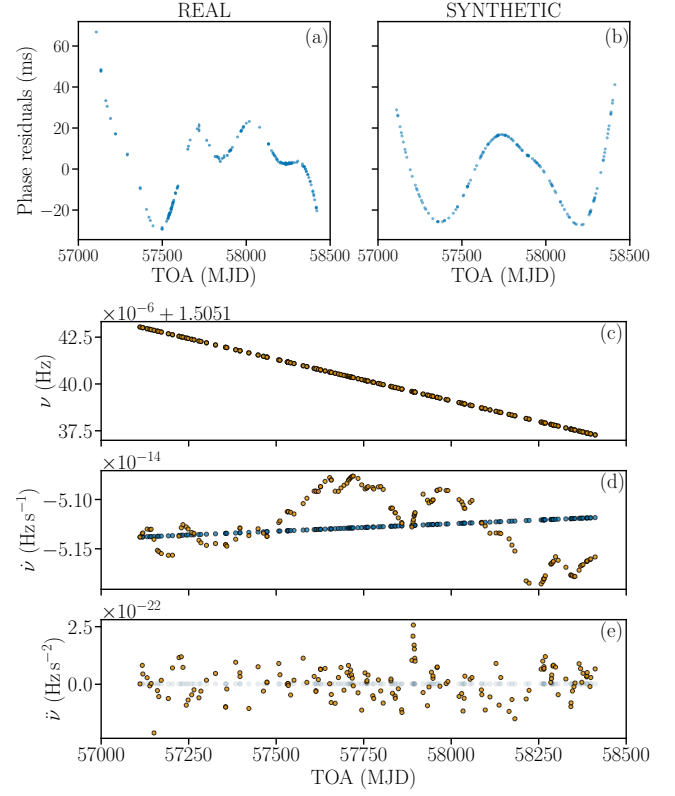 REAL
SYNTHETIC
(a)
(b)
Phase residuals (ms)
60
40
20
0
−20
57000
57500
58000
58500
57000
57500
58000
58500
TOA (MJD)
TOA (MJD)
×10−6 + 1.5051
(c)
ν (Hz)
42.5
40.0
37.5
×10−14
(d)
ν̇ (Hz s−1)
−5.10
−5.15
×10−22
(e)
ν̈ (Hz s−2)
2.5
0.0
57000
57250
57500
57750
58000
58250
58500
TOA (MJD)